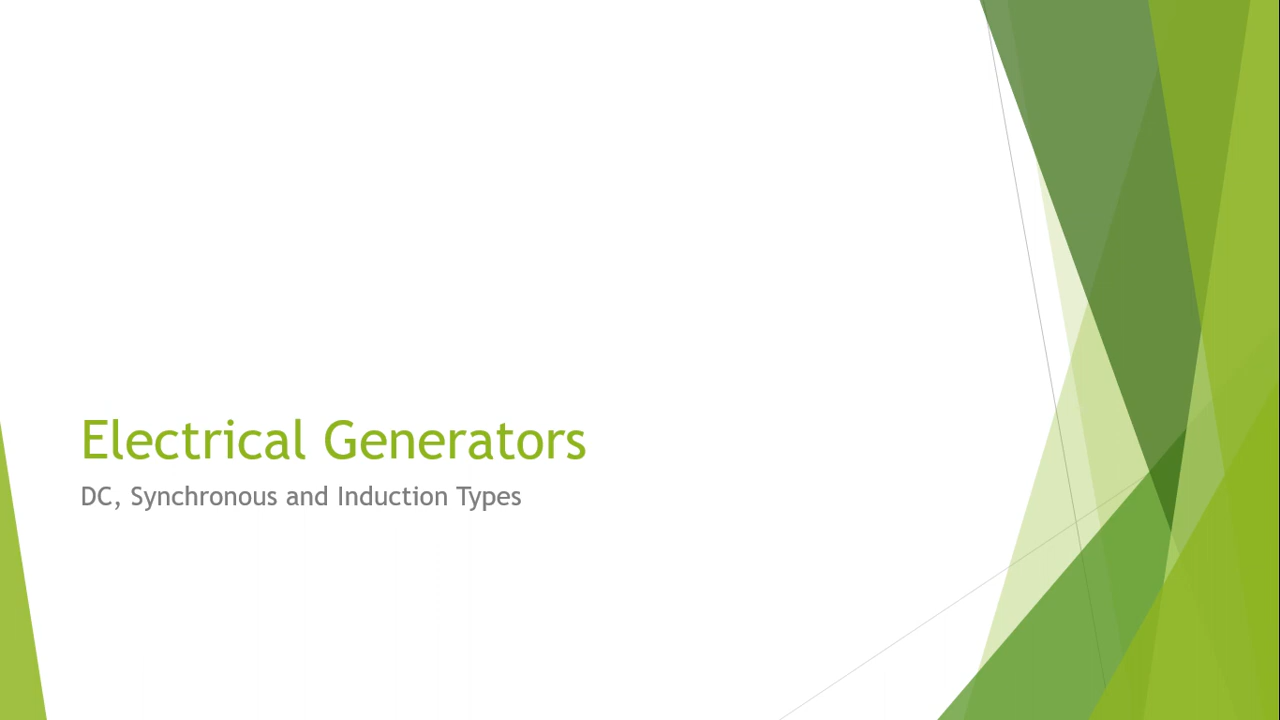 Electrical Generators
DC, Synchronous and Induction Types